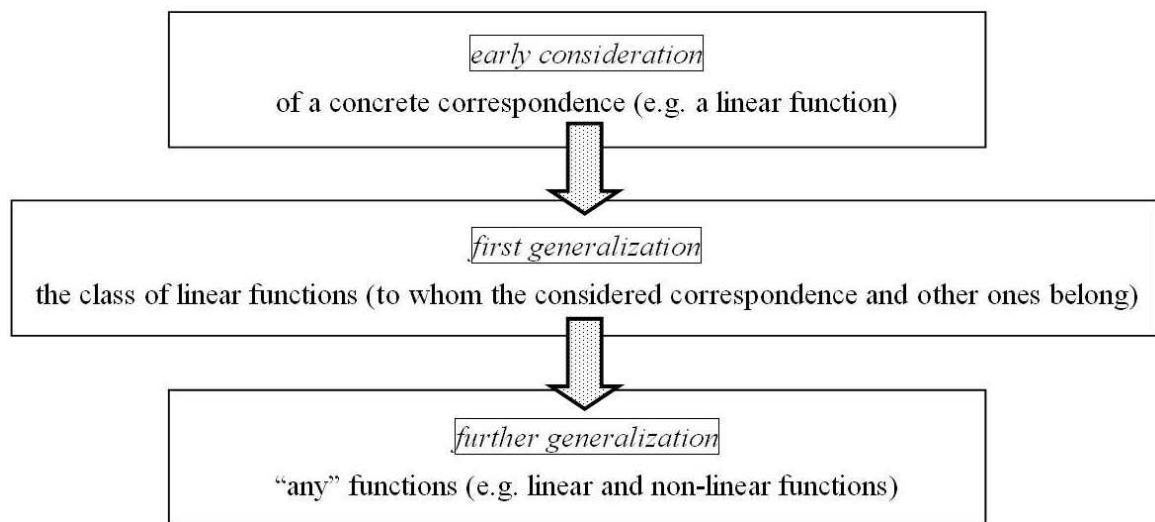 early consideration
of a concrete correspondence (e.g. a linear function)
first generalization
the class of linear functions (to whom the considered correspondence and other ones belong)
further generalization
“any” functions (e.g. linear and non-linear functions)